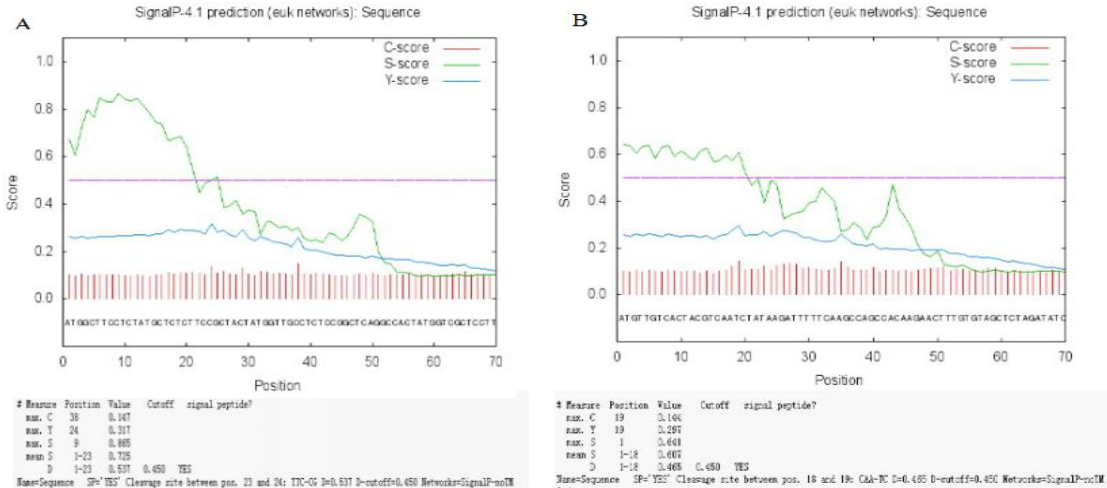 A
SignalP-4.1 prediction (euk networks): Sequence
C-score
S-score
Y-score
1.0
0.8
0.6
0.4
0.2
0.0
Score
0 10 20 30 40 50 60 70
Position
# Measure Position Value Cutoff signal peptide?
max. C 38 0.147
max. Y 24 0.317
max. S 9 0.865
mean S 1-23 0.725
D 1-23 0.537 0.450 YES
Name=Sequence SP='YES' Cleavage site between pos. 23 and 24: TTC-CG D=0.537 D-cutoff=0.450 Networks=SignalP-noTM
B
SignalP-4.1 prediction (euk networks): Sequence
C-score
S-score
Y-score
1.0
0.8
0.6
0.4
0.2
0.0
Score
0 10 20 30 40 50 60 70
Position
# Measure Position Value Cutoff signal peptide?
max. C 19 0.144
max. Y 19 0.297
max. S 1 0.641
mean S 1-18 0.607
D 1-18 0.465 0.450 YES
Name=Sequence SP='YES' Cleavage site between pos. 18 and 19: CAA-TC D=0.465 D-cutoff=0.450 Networks=SignalP-noTM